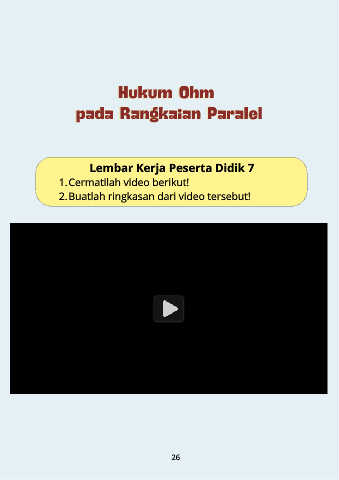 Hukum Ohm
pada Rangkaian Paralel
Lembar Kerja Peserta Didik 7
1. Cermatilah video berikut!
2. Buatlah ringkasan dari video tersebut!
26